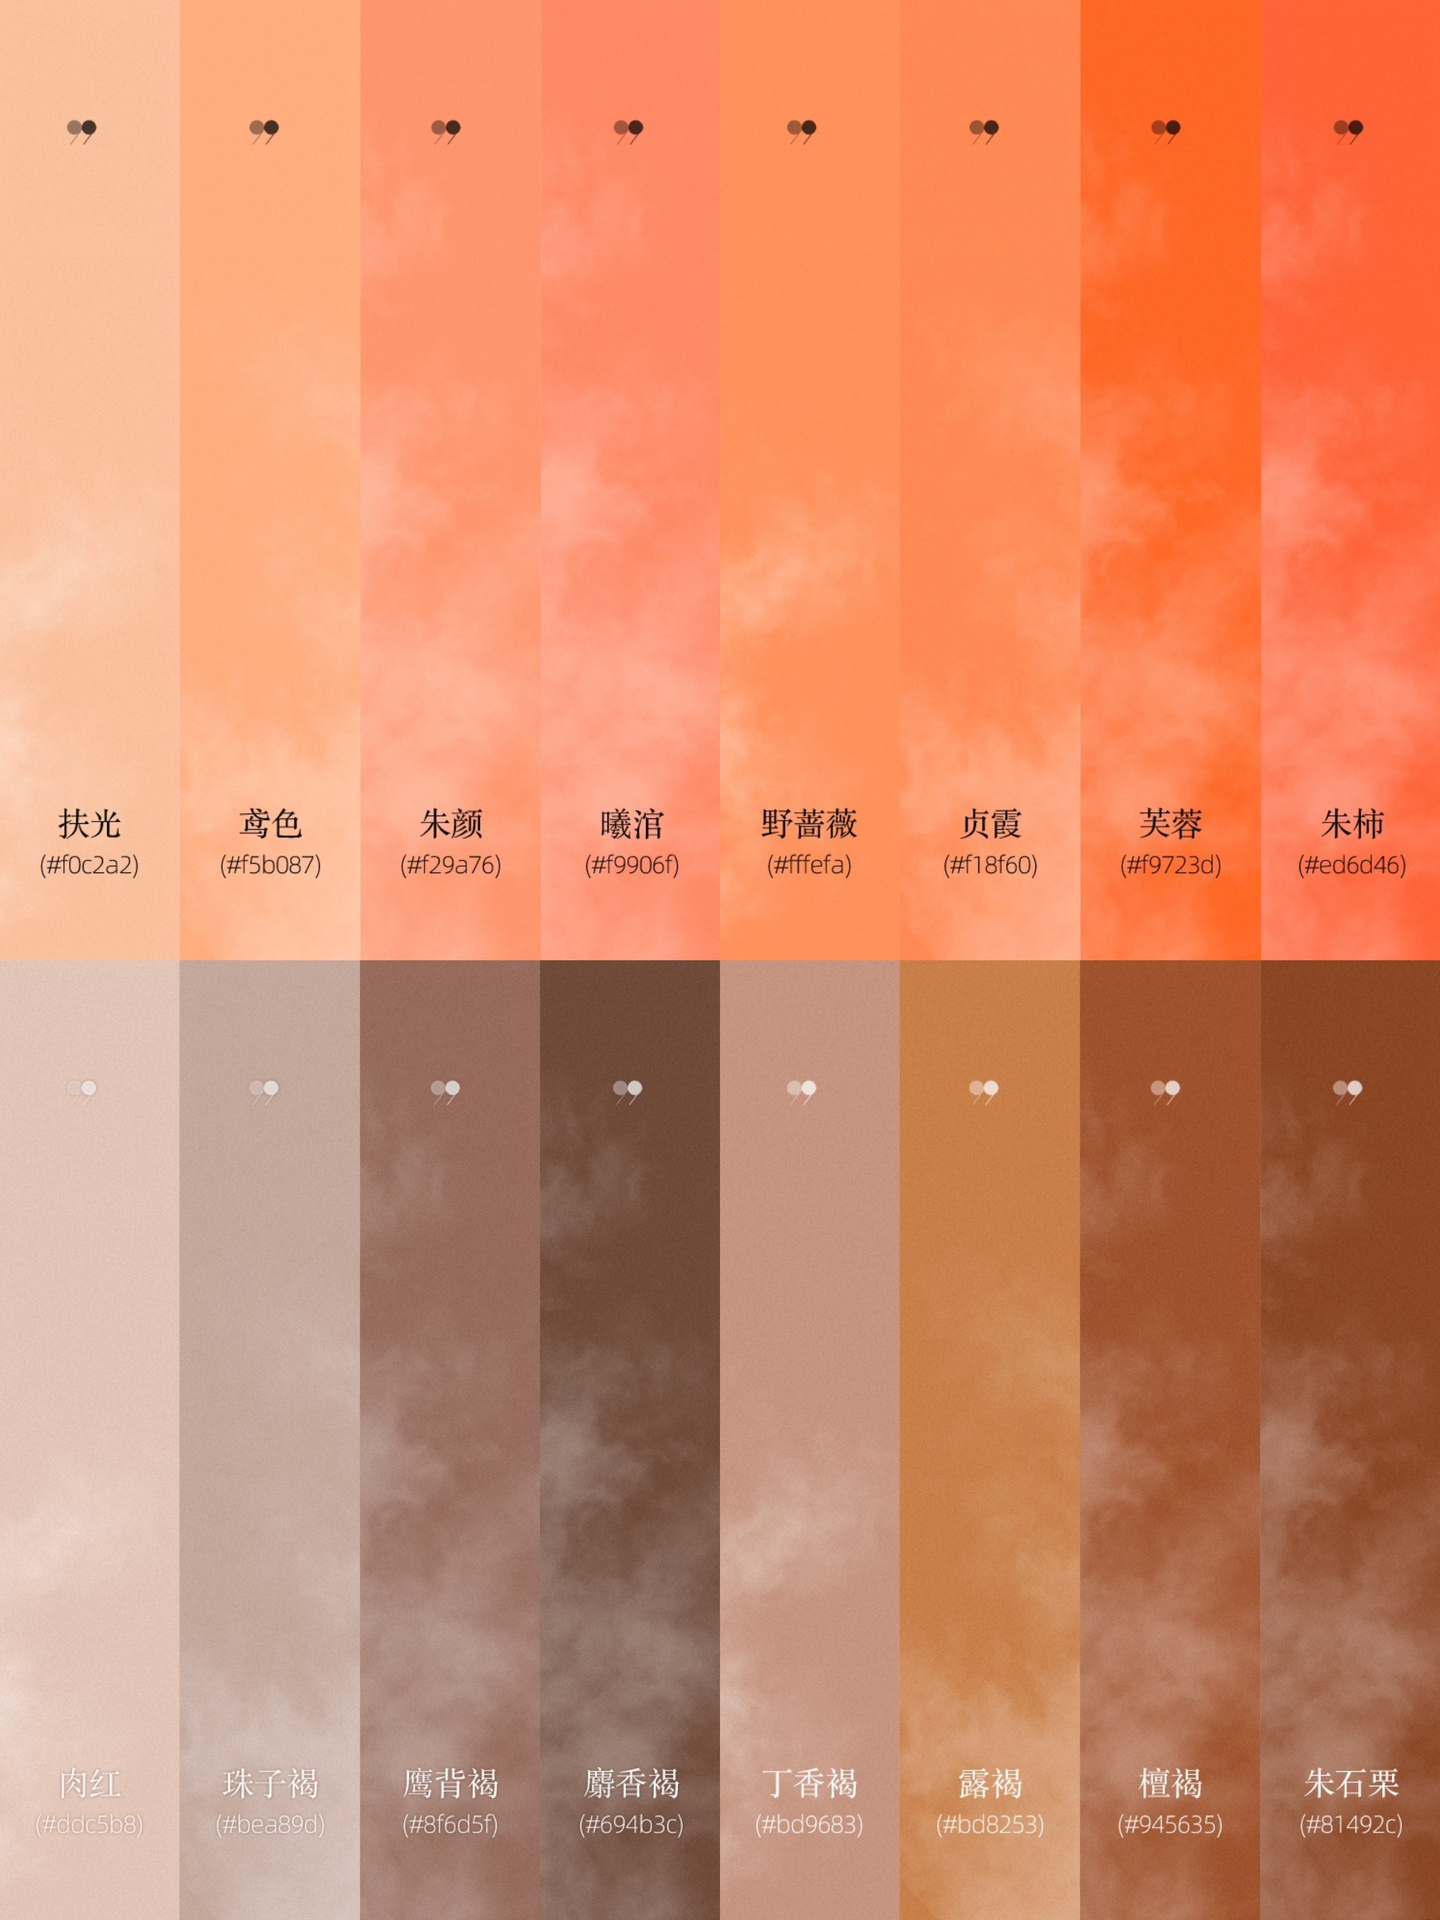 扶光
(#f0c2a2)
鸢色
(#f5b087)
朱颜
(#f29a76)
曦涫
(#f9906f)
野蔷薇
(#fffefa)
贞霞
(#f18f60)
芙蓉
(#f9723d)
朱柿
(#ed6d46)
肉红
(#ddc5b8)
珠子褐
(#bea89d)
鹰背褐
(#8f6d5f)
麝香褐
(#694b3c)
丁香褐
(#bd9683)
露褐
(#bd8253)
檀褐
(#945635)
朱石栗
(#81492c)